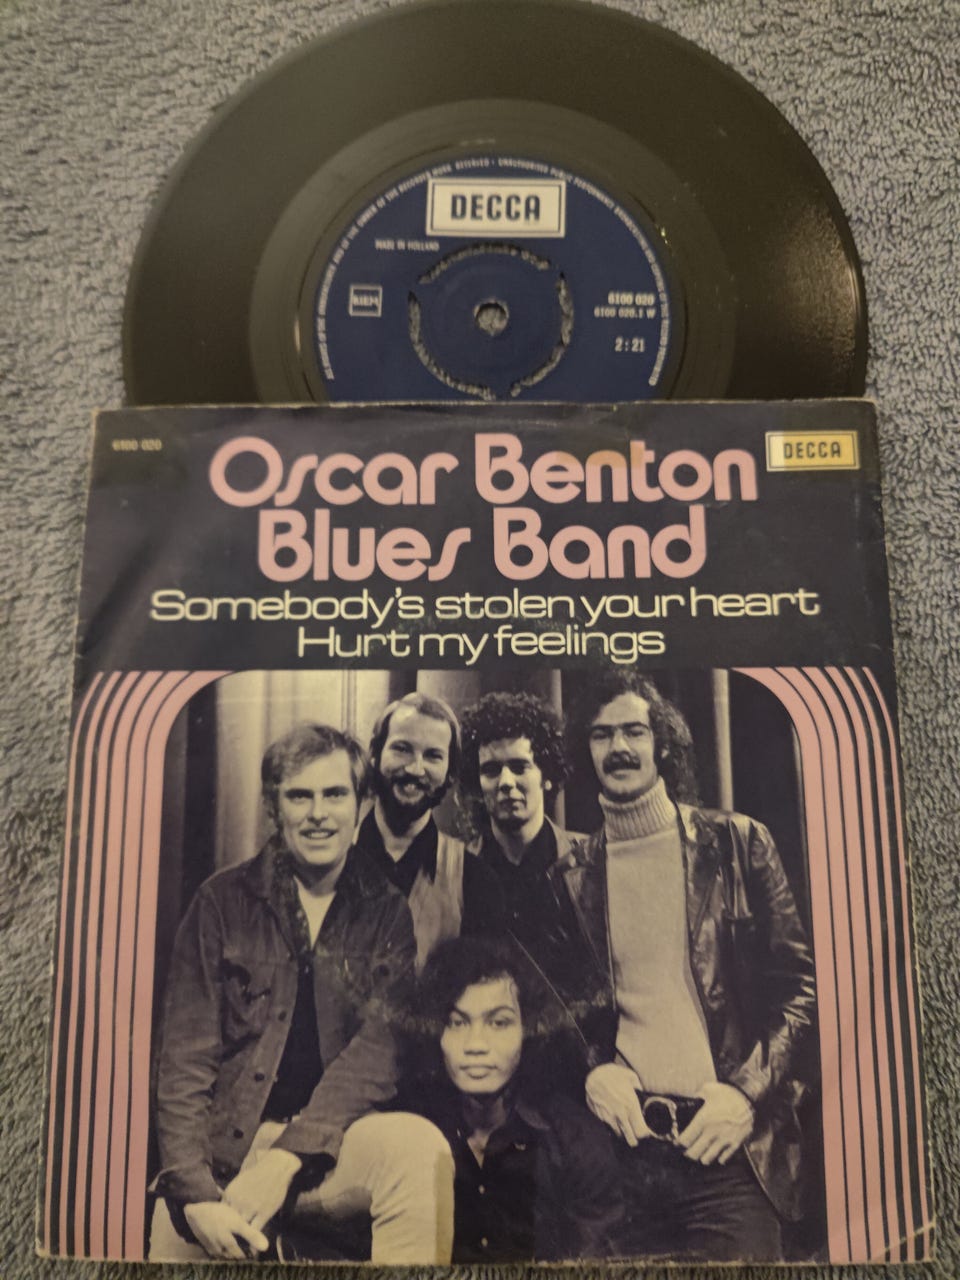 DECCA
MADE IN HOLLAND
STEMRA
6100 020
6100 020.1 W
2:21
6100 020
DECCA
Oscar Benton
Blues Band
Somebody's stolen your heart
Hurt my feelings